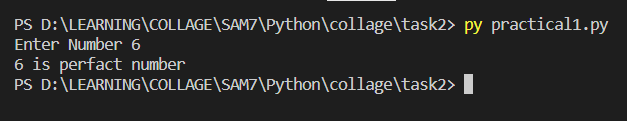 PS D:\LEARNING\COLLAGE\SAM7\Python\collage\task2> py practical1.py
Enter Number 6
6 is perfact number
PS D:\LEARNING\COLLAGE\SAM7\Python\collage\task2>